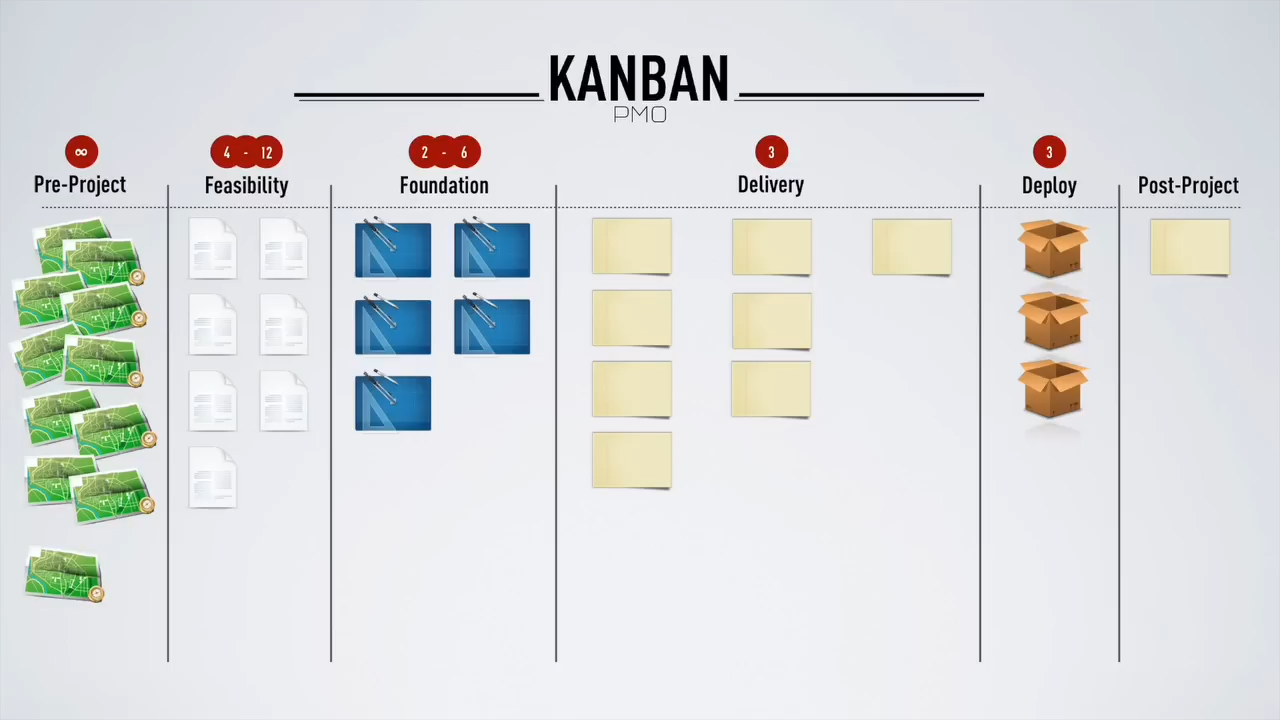 KANBAN
PMO
∞
4 - 12
2 - 6
3
3
Pre-Project
Feasibility
Foundation
Delivery
Deploy
Post-Project